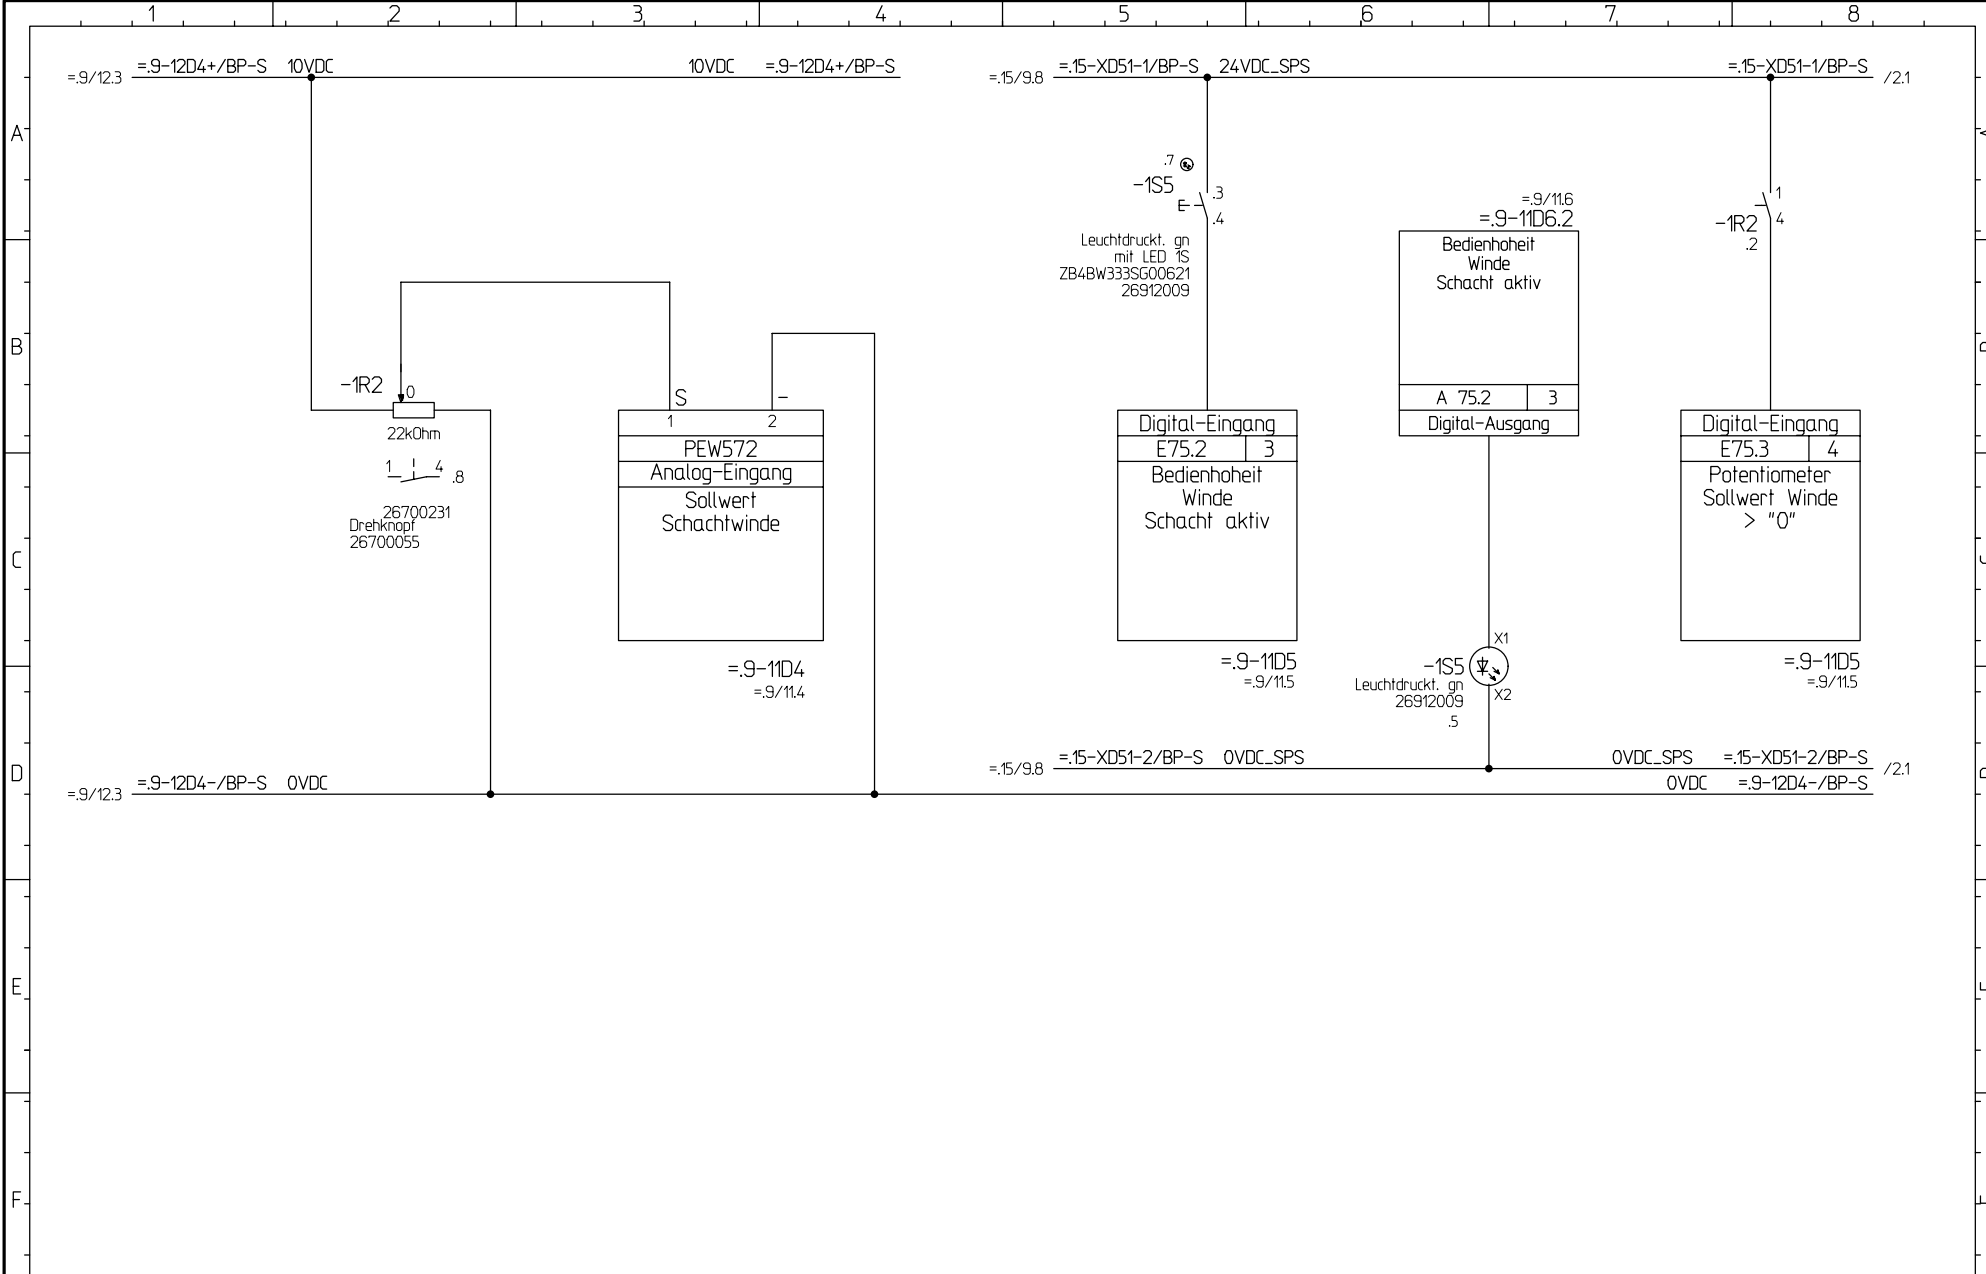 1 2 3 4 5 6 7 8
=.9/12.3 =.9-12D4+/BP-S 10VDC 10VDC =.9-12D4+/BP-S
=.15/9.8 =.15-XD51-1/BP-S 24VDC_SPS =.15-XD51-1/BP-S /2.1
A
B
C
D
E
F
-1R2
0
22kOhm
1 4 .8
26700231
Drehknopf
26700055
S -
1 2
PEW572
Analog-Eingang
Sollwert
Schachtwinde
=.9-11D4
=.9/11.4
.7
-1S5
.3
.4
E
Leuchtdruckt. gn
mit LED 1S
ZB4BW333SG00621
26912009
Digital-Eingang
E75.2 3
Bedienhoheit
Winde
Schacht aktiv
=.9-11D5
=.9/11.5
=.9/11.6
=.9-11D6.2
Bedienhoheit
Winde
Schacht aktiv
A 75.2 3
Digital-Ausgang
X1
-1S5
Leuchtdruckt. gn
26912009
X2
.5
1
-1R2 4
.2
Digital-Eingang
E75.3 4
Potentiometer
Sollwert Winde
> "0"
=.9-11D5
=.9/11.5
=.15/9.8 =.15-XD51-2/BP-S 0VDC_SPS 0VDC_SPS =.15-XD51-2/BP-S /2.1
=.9/12.3 =.9-12D4-/BP-S 0VDC 0VDC =.9-12D4-/BP-S